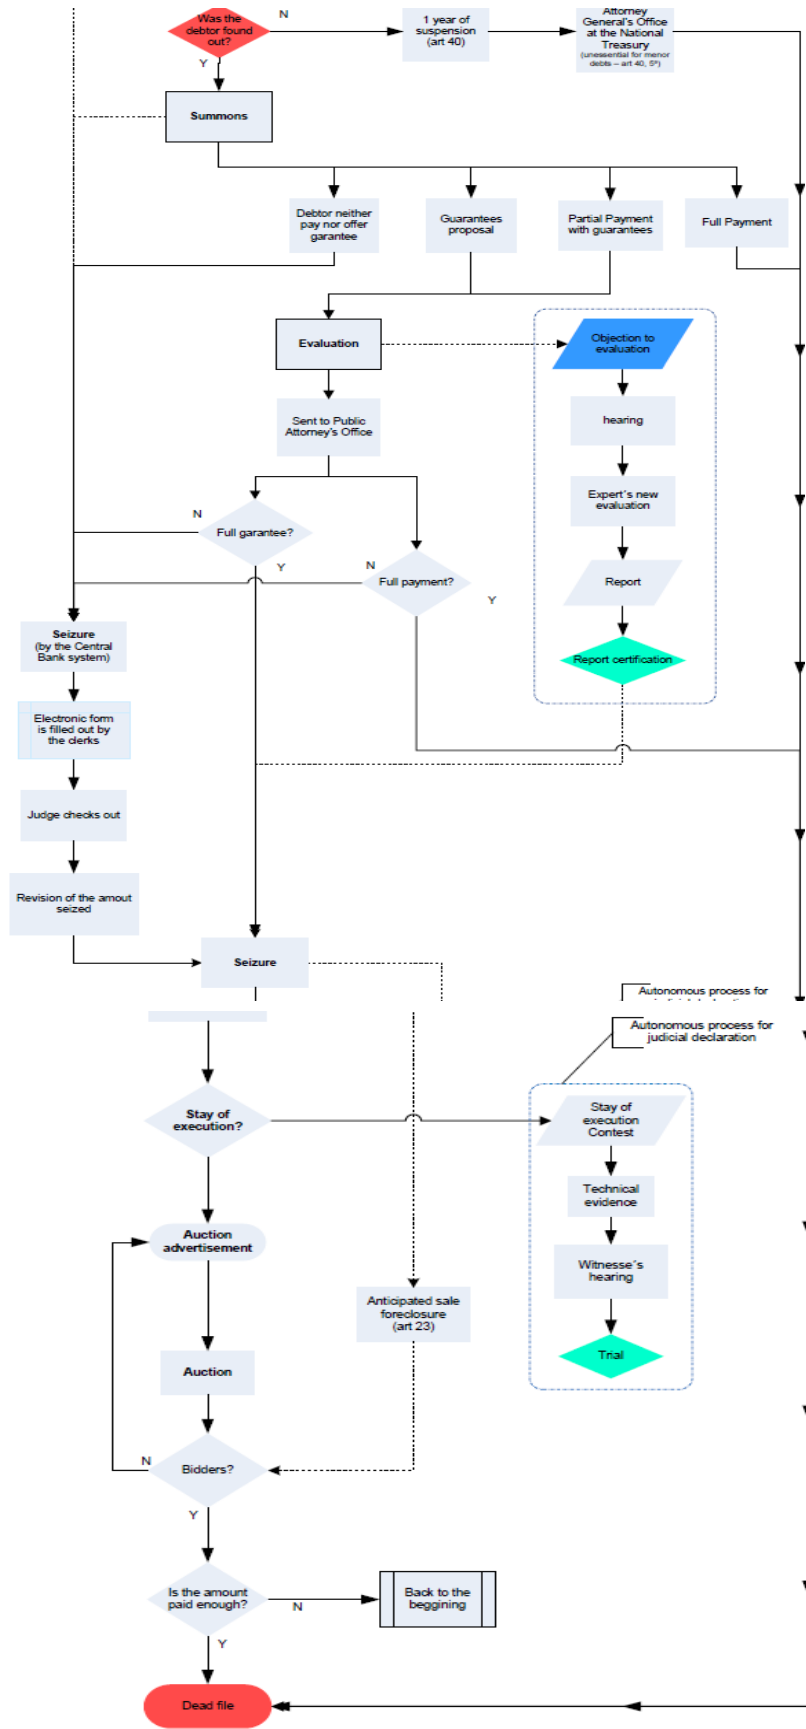 Was the
debtor found
out?
N
Y
1 year of
suspension
(art 40)
Attorney
General's Office
at the National
Treasury
(unessential for menor
debts – art 40, 5º)
Summons
Debtor neither
pay nor offer
garantee
Guarantees
proposal
Partial Payment
with guarantees
Full Payment
Evaluation
Objection to
evaluation
Sent to Public
Attorney's Office
hearing
Expert´s new
evaluation
N
Full garantee?
Y
N
Full payment?
Y
Report
Report certification
Seizure
(by the Central
Bank system)
Electronic form
is filled out by
the clerks
Judge checks out
Revision of the amout
seized
Seizure
Autonomous process for
Autonomous process for
judicial declaration
Stay of
execution?
Stay of
execution
Contest
Technical
evidence
Auction
advertisement
Witnesse´s
hearing
Anticipated sale
foreclosure
(art 23)
Trial
Auction
N
Bidders?
Y
Is the amount
paid enough?
N
Back to the
beggining
Y
Dead file